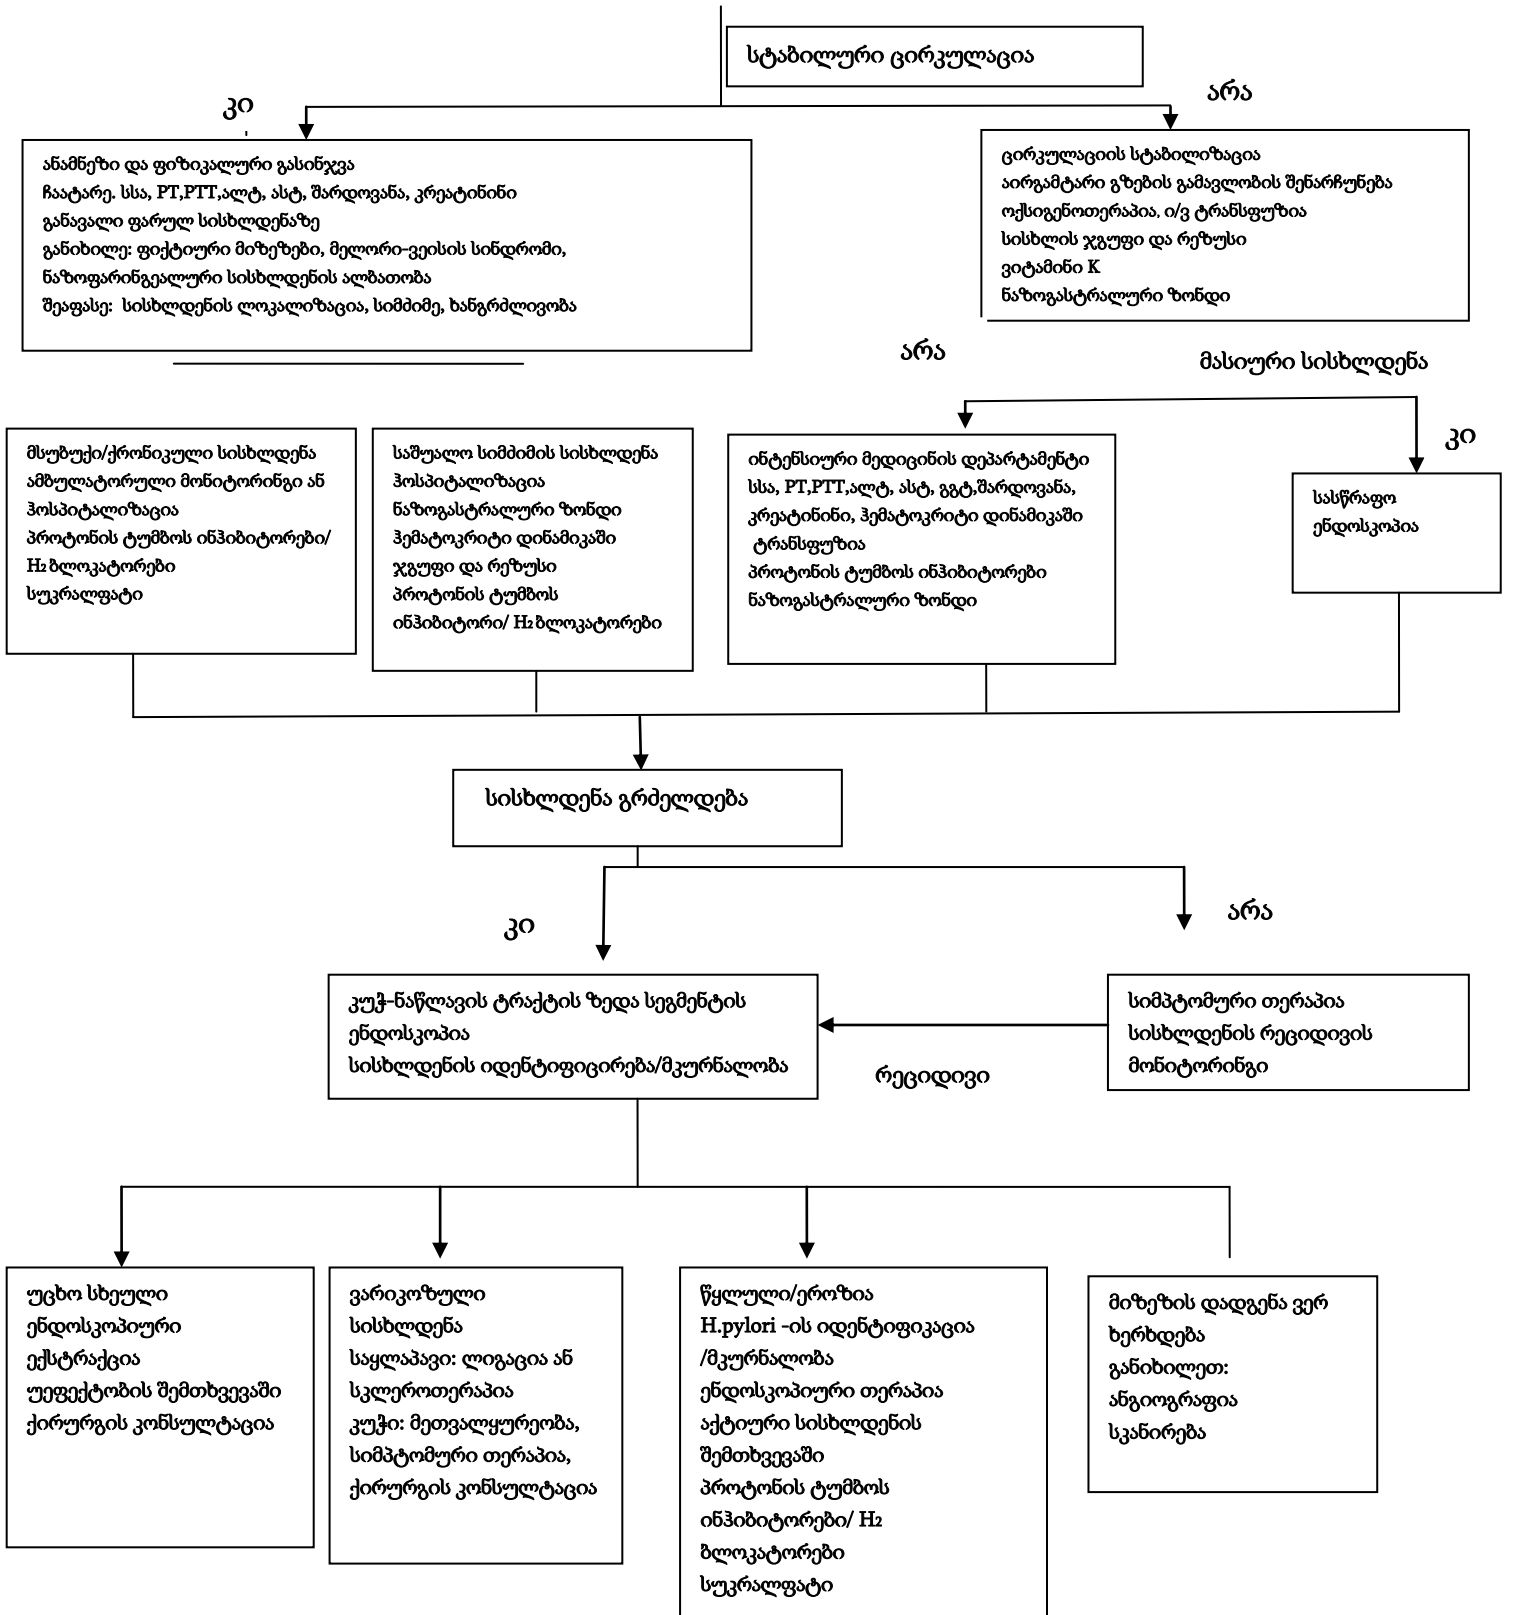 სტაბილური ცირკულაცია
კი
არა
ანამნეზი და ფიზიკალური გასინჯვა
ჩაატარე. სსა, PT,PTT,ალტ, ასტ, შარდოვანა, კრეატინინი
განავალი ფარულ სისხლდენაზე
განიხილე: ფიქტიური მიზეზები, მელორი-ვეისის სინდრომი,
ნაზოფარინგეალური სისხლდენის ალბათობა
შეაფასე: სისხლდენის ლოკალიზაცია, სიმძიმე, ხანგრძლივობა
ცირკულაციის სტაბილიზაცია
აირგამტარი გზების გამავლობის შენარჩუნება
ოქსიგენოთერაპია, ი/ვ ტრანსფუზია
სისხლის ჯგუფი და რეზუსი
ვიტამინი K
ნაზოგასტრალური ზონდი
არა
მასიური სისხლდენა
კი
მსუბუქი/ქრონიკული სისხლდენა
ამბულატორული მონიტორინგი ან
ჰოსპიტალიზაცია
პროტონის ტუმბოს ინჰიბიტორები/
H₂ ბლოკატორები
სუკრალფატი
საშუალო სიმძიმის სისხლდენა
ჰოსპიტალიზაცია
ნაზოგასტრალური ზონდი
ჰემატოკრიტი დინამიკაში
ჯგუფი და რეზუსი
პროტონის ტუმბოს
ინჰიბიტორი/ H₂ ბლოკატორები
ინტენსიური მედიცინის დეპარტამენტი
სსა, PT,PTT,ალტ, ასტ, გგტ,შარდოვანა,
კრეატინინი, ჰემატოკრიტი დინამიკაში
ტრანსფუზია
პროტონის ტუმბოს ინჰიბიტორები
ნაზოგასტრალური ზონდი
სასწრაფო
ენდოსკოპია
სისხლდენა გრძელდება
კი
არა
კუჭ-ნაწლავის ტრაქტის ზედა სეგმენტის
ენდოსკოპია
სისხლდენის იდენტიფიცირება/მკურნალობა
რეციდივი
სიმპტომური თერაპია
სისხლდენის რეციდივის
მონიტორინგი
უცხო სხეული
ენდოსკოპიური
ექსტრაქცია
უეფექტობის შემთხვევაში
ქირურგის კონსულტაცია
ვარიკოზული
სისხლდენა
საყლაპავი: ლიგაცია ან
სკლეროთერაპია
კუჭი: მეთვალყურეობა,
სიმპტომური თერაპია,
ქირურგის კონსულტაცია
წყლული/ეროზია
H.pylori -ის იდენტიფიკაცია
/მკურნალობა
ენდოსკოპიური თერაპია
აქტიური სისხლდენის
შემთხვევაში
პროტონის ტუმბოს
ინჰიბიტორები/ H₂
ბლოკატორები
სუკრალფატი
მიზეზის დადგენა ვერ
ხერხდება
განიხილეთ:
ანგიოგრაფია
სკანირება